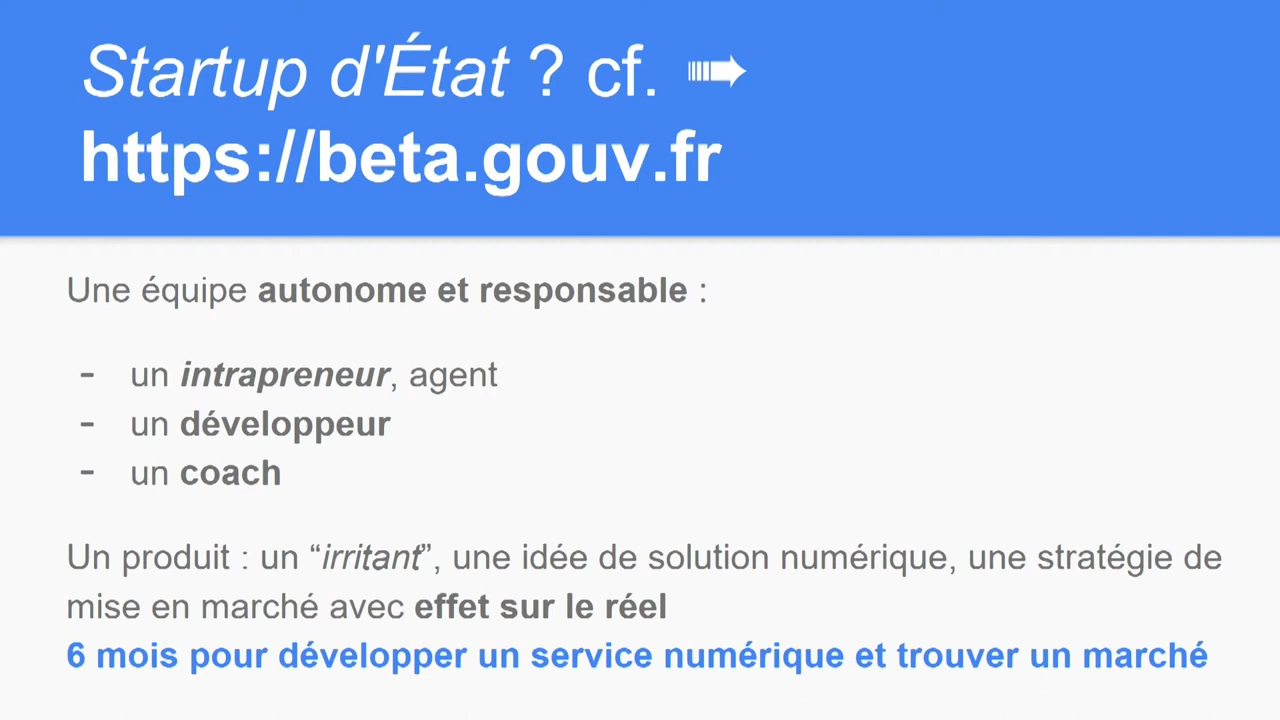 Startup d'État ? cf. ➟
https://beta.gouv.fr
Une équipe autonome et responsable :
- un intrapreneur, agent
- un développeur
- un coach
Un produit : un “irritant”, une idée de solution numérique, une stratégie de
mise en marché avec effet sur le réel
6 mois pour développer un service numérique et trouver un marché